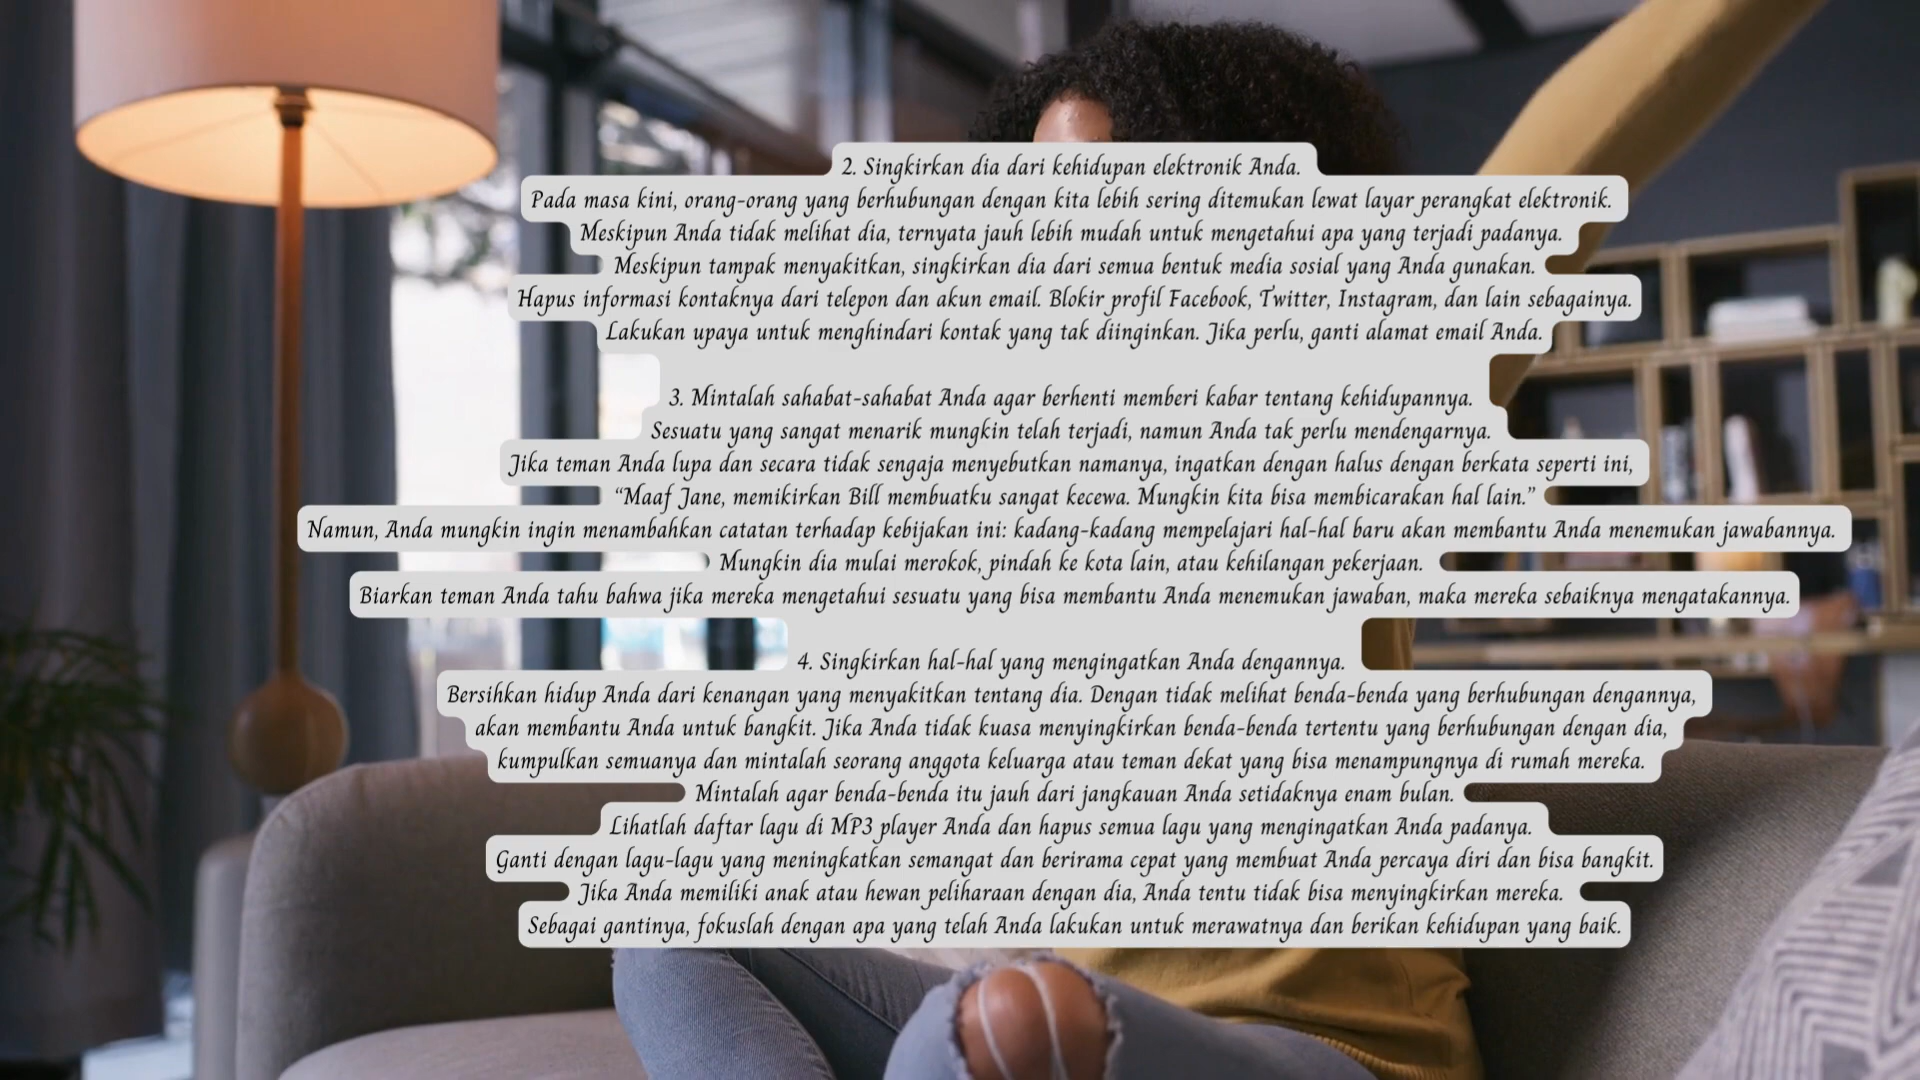 2. Singkirkan dia dari kehidupan elektronik Anda.
Pada masa kini, orang-orang yang berhubungan dengan kita lebih sering ditemukan lewat layar perangkat elektronik.
Meskipun Anda tidak melihat dia, ternyata jauh lebih mudah untuk mengetahui apa yang terjadi padanya.
Meskipun tampak menyakitkan, singkirkan dia dari semua bentuk media sosial yang Anda gunakan.
Hapus informasi kontaknya dari telepon dan akun email. Blokir profil Facebook, Twitter, Instagram, dan lain sebagainya.
Lakukan upaya untuk menghindari kontak yang tak diinginkan. Jika perlu, ganti alamat email Anda.
3. Mintalah sahabat-sahabat Anda agar berhenti memberi kabar tentang kehidupannya.
Sesuatu yang sangat menarik mungkin telah terjadi, namun Anda tak perlu mendengarnya.
Jika teman Anda lupa dan secara tidak sengaja menyebutkan namanya, ingatkan dengan halus dengan berkata seperti ini,
“Maaf Jane, memikirkan Bill membuatku sangat kecewa. Mungkin kita bisa membicarakan hal lain.”
Namun, Anda mungkin ingin menambahkan catatan terhadap kebijakan ini: kadang-kadang mempelajari hal-hal baru akan membantu Anda menemukan jawabannya.
Mungkin dia mulai merokok, pindah ke kota lain, atau kehilangan pekerjaan.
Biarkan teman Anda tahu bahwa jika mereka mengetahui sesuatu yang bisa membantu Anda menemukan jawaban, maka mereka sebaiknya mengatakannya.
4. Singkirkan hal-hal yang mengingatkan Anda dengannya.
Bersihkan hidup Anda dari kenangan yang menyakitkan tentang dia. Dengan tidak melihat benda-benda yang berhubungan dengannya,
akan membantu Anda untuk bangkit. Jika Anda tidak kuasa menyingkirkan benda-benda tertentu yang berhubungan dengan dia,
kumpulkan semuanya dan mintalah seorang anggota keluarga atau teman dekat yang bisa menampungnya di rumah mereka.
Mintalah agar benda-benda itu jauh dari jangkauan Anda setidaknya enam bulan.
Lihatlah daftar lagu di MP3 player Anda dan hapus semua lagu yang mengingatkan Anda padanya.
Ganti dengan lagu-lagu yang meningkatkan semangat dan berirama cepat yang membuat Anda percaya diri dan bisa bangkit.
Jika Anda memiliki anak atau hewan peliharaan dengan dia, Anda tentu tidak bisa menyingkirkan mereka.
Sebagai gantinya, fokuslah dengan apa yang telah Anda lakukan untuk merawatnya dan berikan kehidupan yang baik.